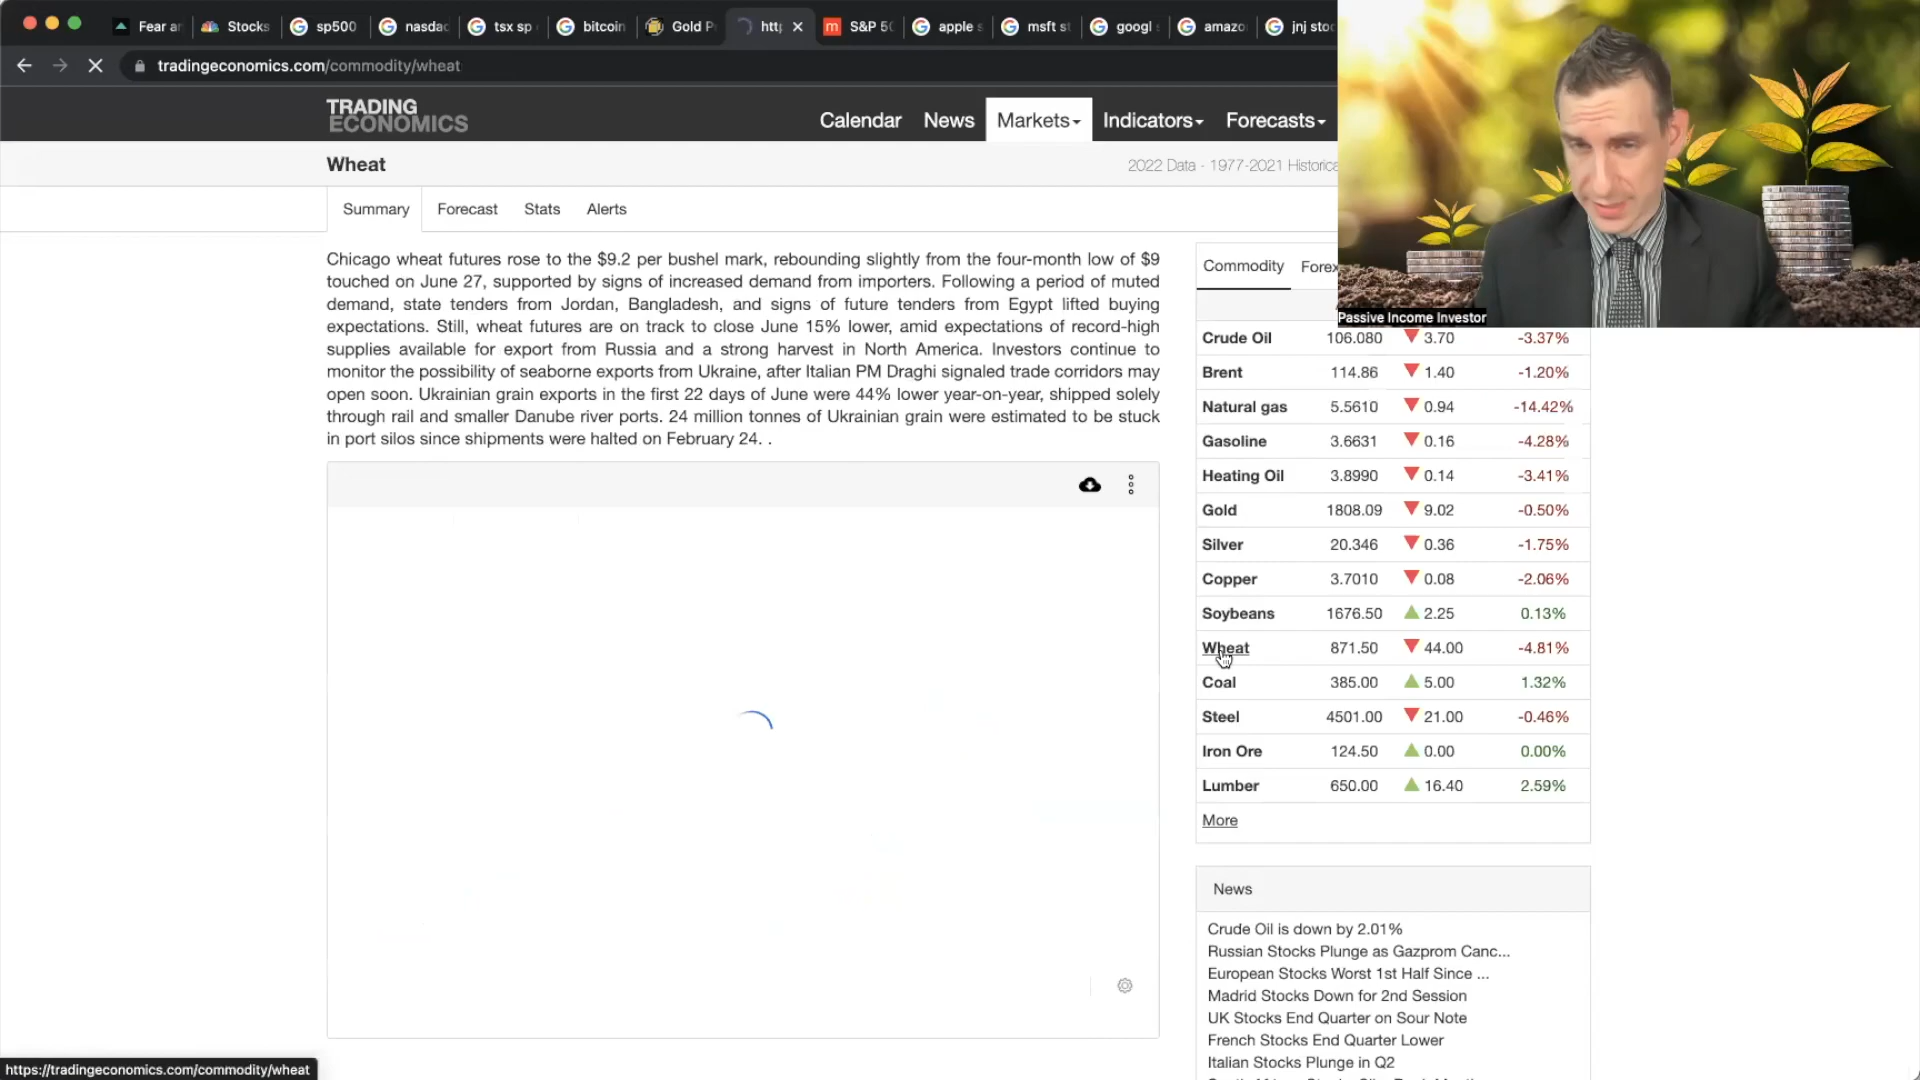 Fear an
Stocks
sp500
nasdac
tsx sp
bitcoin
Gold P
htt
S&P 50
apple s
msft st
googl s
amazo
jnj stoc
tradingeconomics.com/commodity/wheat
TRADING
ECONOMICS
Calendar
News
Markets
Indicators
Forecasts
Wheat
2022 Data - 1977-2021 Historica
Summary
Forecast
Stats
Alerts
Chicago wheat futures rose to the $9.2 per bushel mark, rebounding slightly from the four-month low of $9
touched on June 27, supported by signs of increased demand from importers. Following a period of muted
demand, state tenders from Jordan, Bangladesh, and signs of future tenders from Egypt lifted buying
expectations. Still, wheat futures are on track to close June 15% lower, amid expectations of record-high
supplies available for export from Russia and a strong harvest in North America. Investors continue to
monitor the possibility of seaborne exports from Ukraine, after Italian PM Draghi signaled trade corridors may
open soon. Ukrainian grain exports in the first 22 days of June were 44% lower year-on-year, shipped solely
through rail and smaller Danube river ports. 24 million tonnes of Ukrainian grain were estimated to be stuck
in port silos since shipments were halted on February 24. .
Commodity
Forex
Passive Income Investor
Crude Oil 106.080 3.70 -3.37%
Brent 114.86 1.40 -1.20%
Natural gas 5.5610 0.94 -14.42%
Gasoline 3.6631 0.16 -4.28%
Heating Oil 3.8990 0.14 -3.41%
Gold 1808.09 9.02 -0.50%
Silver 20.346 0.36 -1.75%
Copper 3.7010 0.08 -2.06%
Soybeans 1676.50 2.25 0.13%
Wheat 871.50 44.00 -4.81%
Coal 385.00 5.00 1.32%
Steel 4501.00 21.00 -0.46%
Iron Ore 124.50 0.00 0.00%
Lumber 650.00 16.40 2.59%
More
News
Crude Oil is down by 2.01%
Russian Stocks Plunge as Gazprom Canc...
European Stocks Worst 1st Half Since ...
Madrid Stocks Down for 2nd Session
UK Stocks End Quarter on Sour Note
French Stocks End Quarter Lower
Italian Stocks Plunge in Q2
https://tradingeconomics.com/commodity/wheat